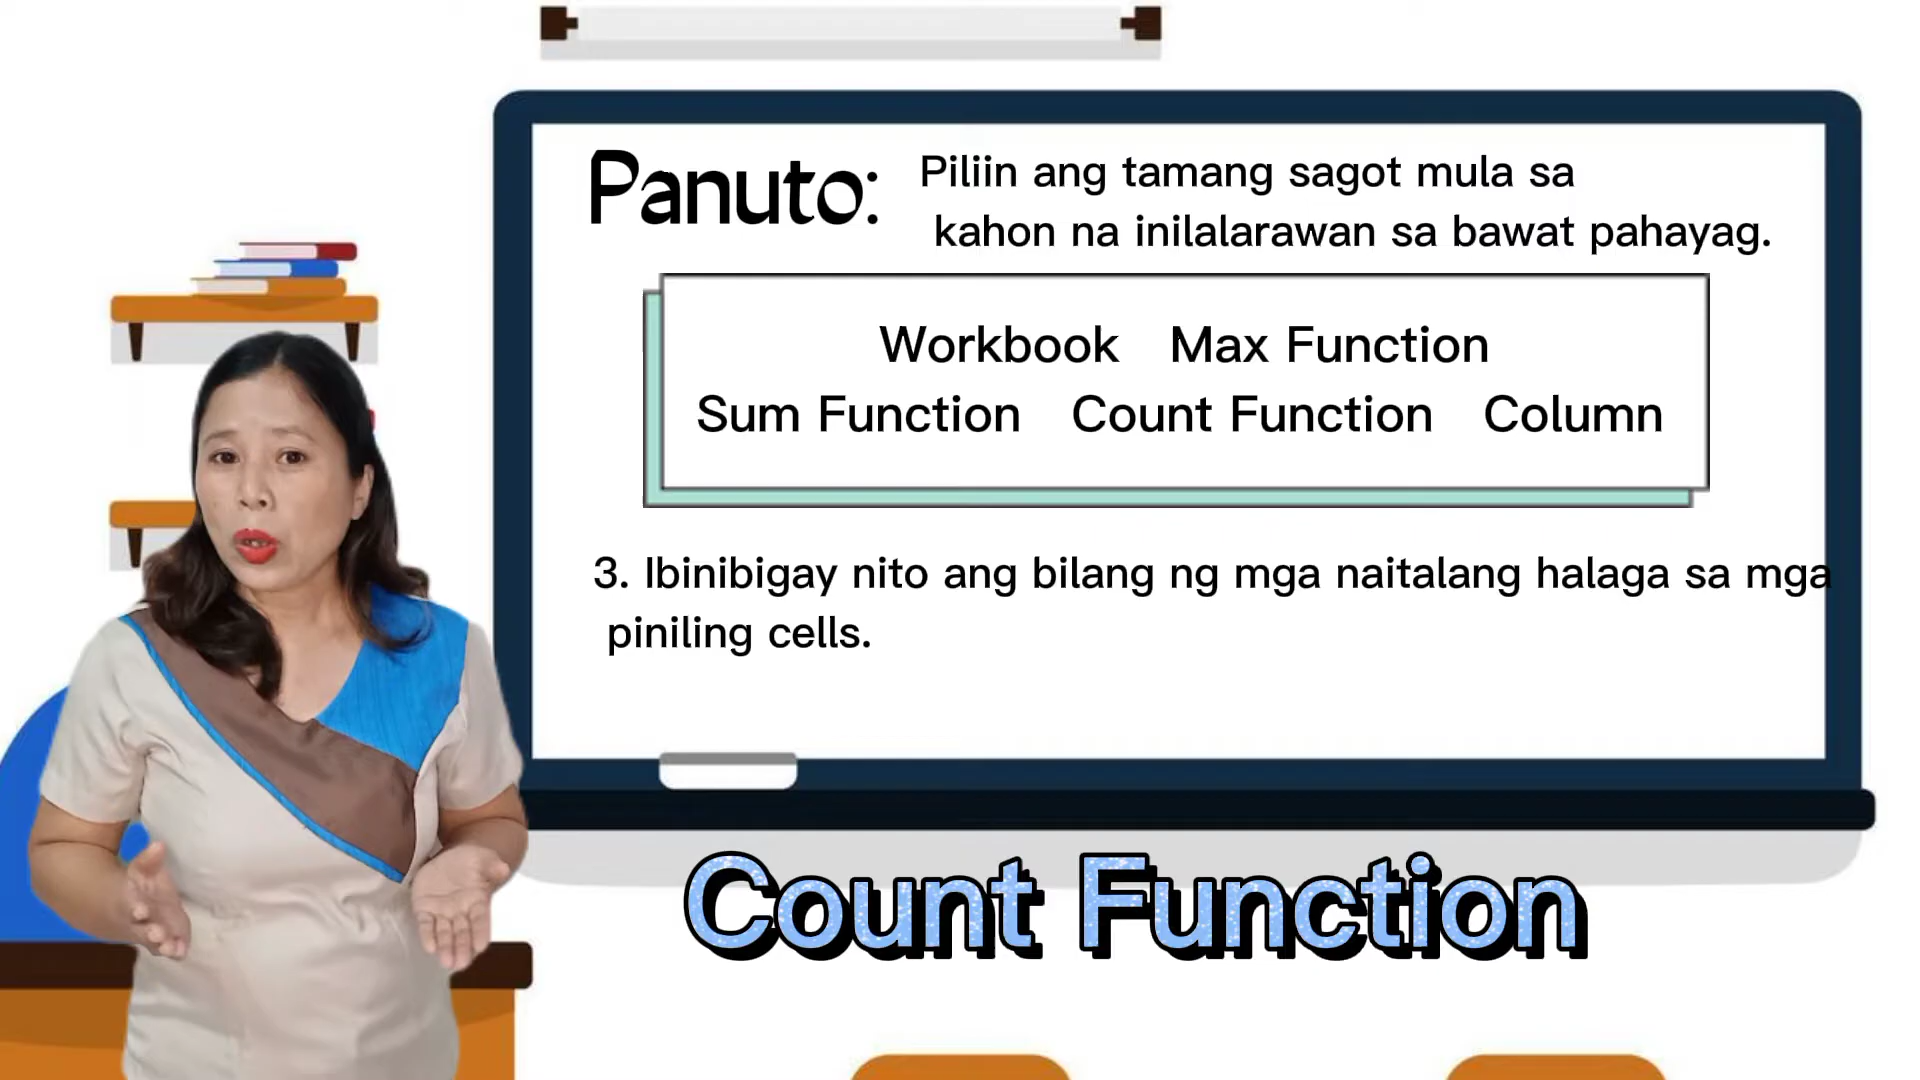 Panuto: Piliin ang tamang sagot mula sa
kahon na inilalarawan sa bawat pahayag.
Workbook Max Function
Sum Function Count Function Column
3. Ibinibigay nito ang bilang ng mga naitalang halaga sa mga
piniling cells.
Count Function